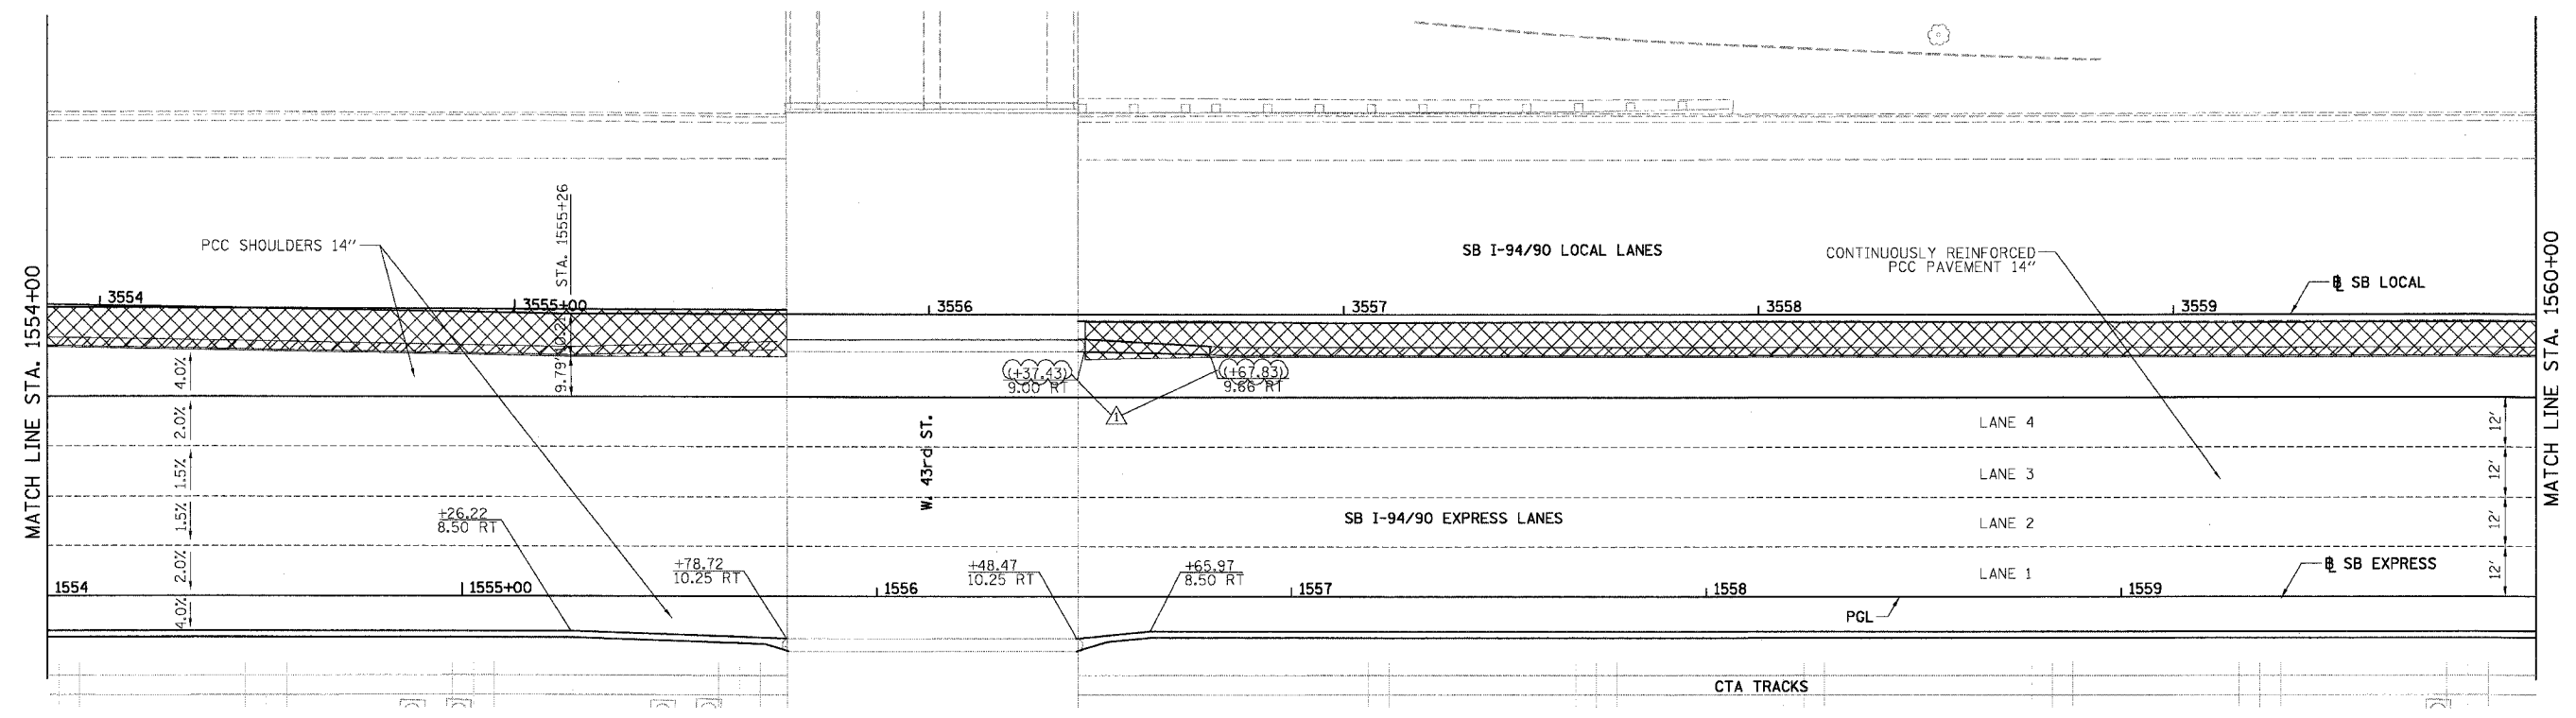 MATCH LINE STA. 1554+00
PCC SHOULDERS 14"
STA. 1555+26
SB I-94/90 LOCAL LANES
CONTINUOUSLY REINFORCED
PCC PAVEMENT 14"
SB LOCAL
3554
3555+00
3556
3557
3558
3559
9.79'
(+37.43)
9.00 RT
(+67.83)
9.66 RT
1
4.0%
2.0%
1.5%
1.5%
2.0%
4.0%
W. 43rd ST.
LANE 4
LANE 3
LANE 2
LANE 1
12'
12'
12'
12'
SB I-94/90 EXPRESS LANES
+26.22
8.50 RT
+78.72
10.25 RT
+48.47
10.25 RT
+65.97
8.50 RT
SB EXPRESS
1554
1555+00
1556
1557
1558
1559
PGL
CTA TRACKS
MATCH LINE STA. 1560+00